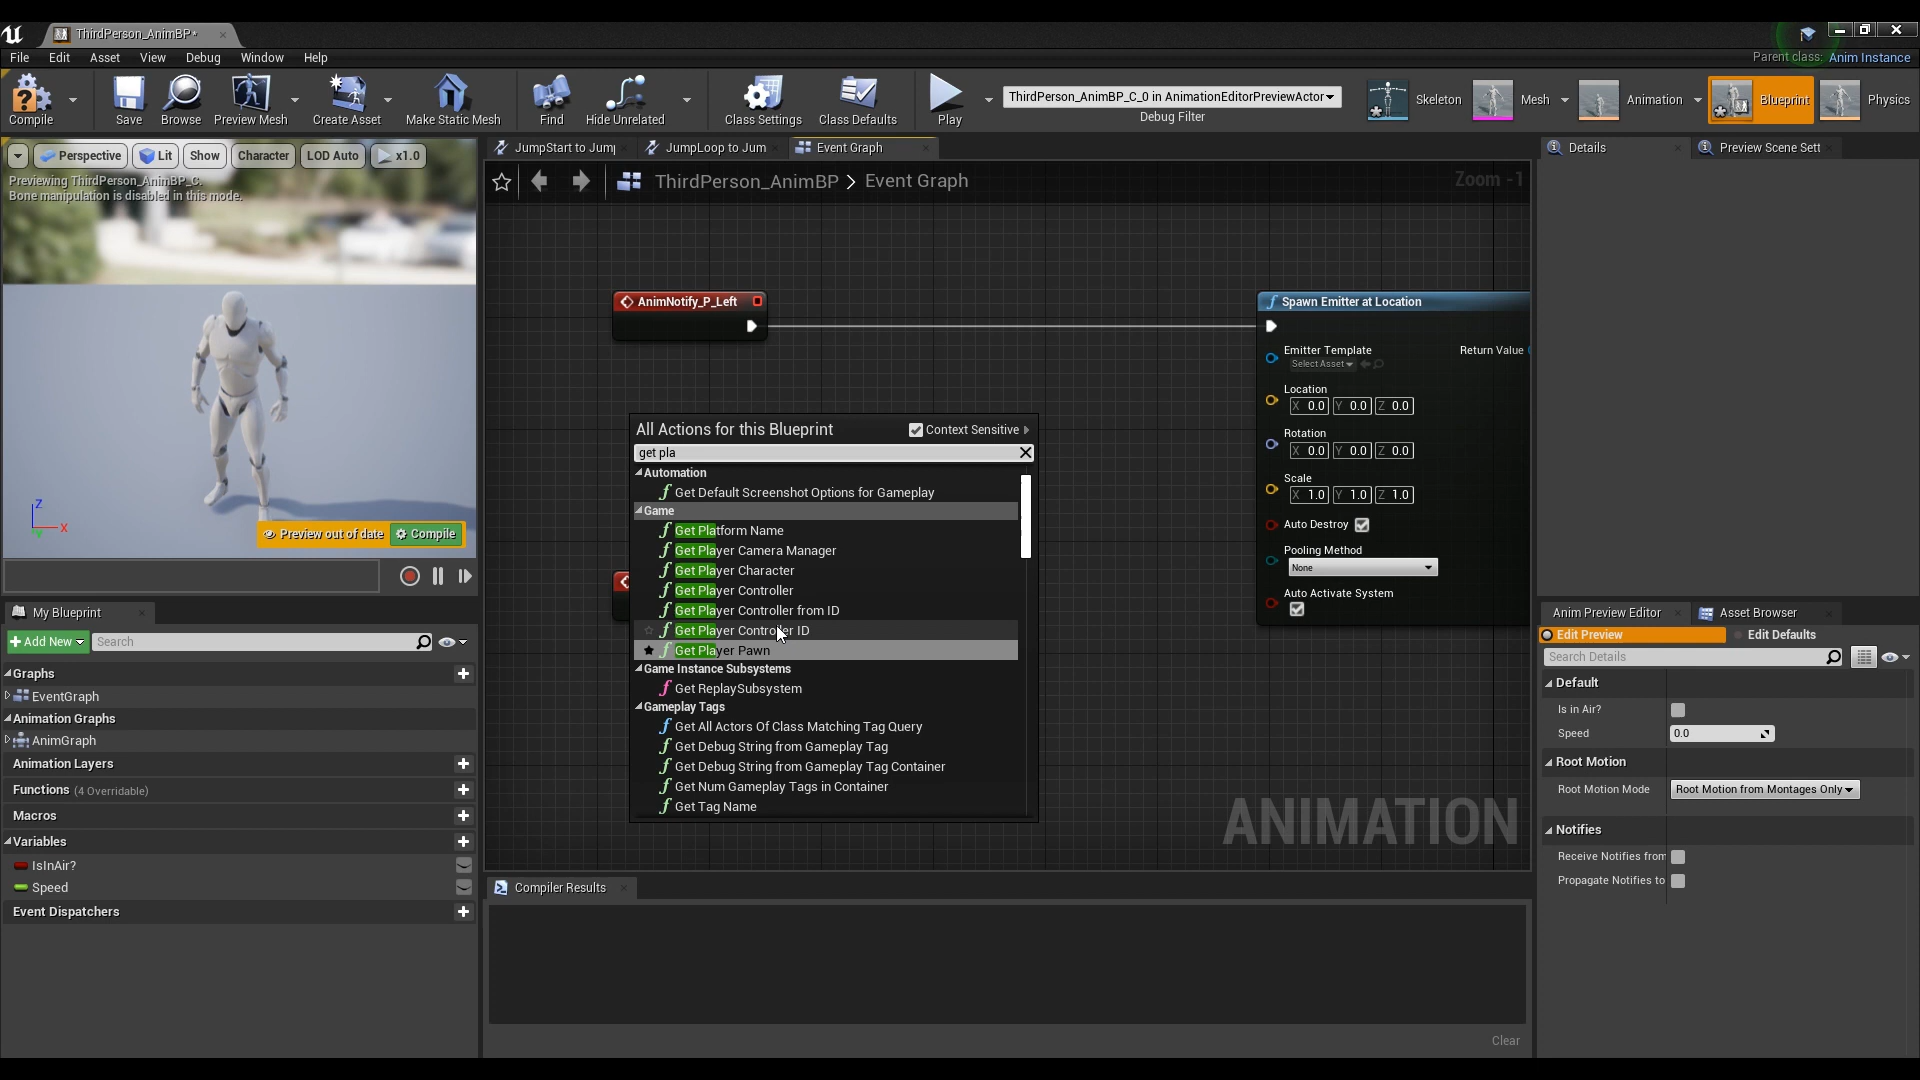 ThirdPerson_AnimBP*
File Edit Asset View Debug Window Help
Parent class: Anim Instance
Compile
Save
Browse
Preview Mesh
Create Asset
Make Static Mesh
Find
Hide Unrelated
Class Settings
Class Defaults
Play
ThirdPerson_AnimBP_C_0 in AnimationEditorPreviewActor
Debug Filter
Skeleton
Mesh
Animation
Blueprint
Physics
Perspective
Lit
Show
Character
LOD Auto
x1.0
Previewing ThirdPerson_AnimBP_C.
Bone manipulation is disabled in this mode.
Z
X
Preview out of date
Compile
JumpStart to Jump
JumpLoop to Jum
Event Graph
ThirdPerson_AnimBP > Event Graph
Zoom -1
AnimNotify_P_Left
Spawn Emitter at Location
Emitter Template
Select Asset
Return Value
Location
X 0.0 Y 0.0 Z 0.0
Rotation
X 0.0 Y 0.0 Z 0.0
Scale
X 1.0 Y 1.0 Z 1.0
Auto Destroy
Pooling Method
None
Auto Activate System
All Actions for this Blueprint
Context Sensitive
get pla
Automation
Get Default Screenshot Options for Gameplay
Game
Get Platform Name
Get Player Camera Manager
Get Player Character
Get Player Controller
Get Player Controller from ID
Get Player Controller ID
Get Player Pawn
Game Instance Subsystems
Get ReplaySubsystem
Gameplay Tags
Get All Actors Of Class Matching Tag Query
Get Debug String from Gameplay Tag
Get Debug String from Gameplay Tag Container
Get Num Gameplay Tags in Container
Get Tag Name
ANIMATION
Compiler Results
Clear
My Blueprint
Add New
Search
Graphs
EventGraph
Animation Graphs
AnimGraph
Animation Layers
Functions (4 Overridable)
Macros
Variables
IsInAir?
Speed
Event Dispatchers
Details
Preview Scene Sett
Anim Preview Editor
Asset Browser
Edit Preview
Edit Defaults
Search Details
Default
Is in Air?
Speed
0.0
Root Motion
Root Motion Mode
Root Motion from Montages Only
Notifies
Receive Notifies from
Propagate Notifies to